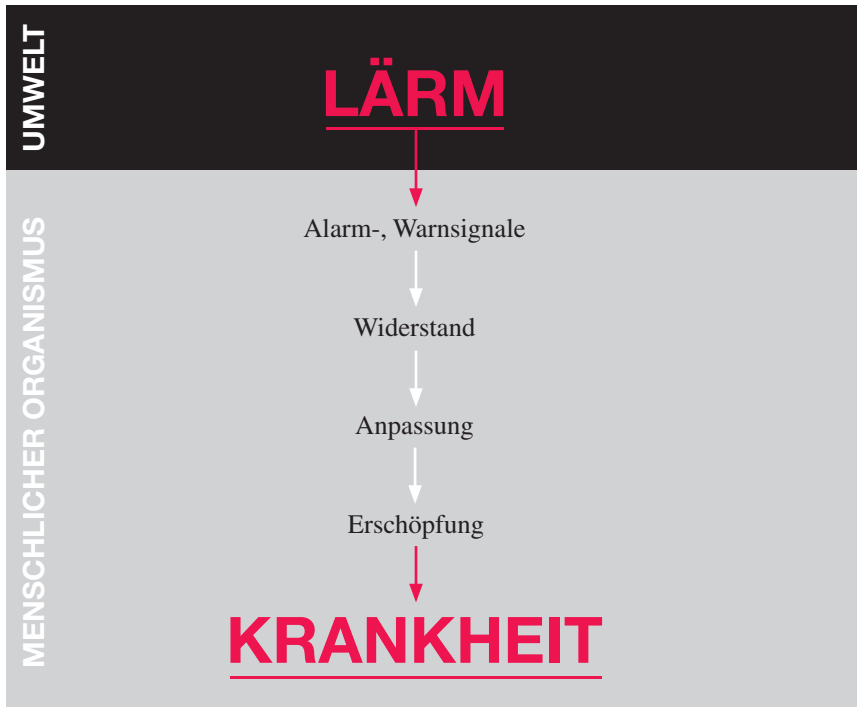 UMWELT
LÄRM
MENSCHLICHER ORGANISMUS
Alarm-, Warnsignale
Widerstand
Anpassung
Erschöpfung
KRANKHEIT